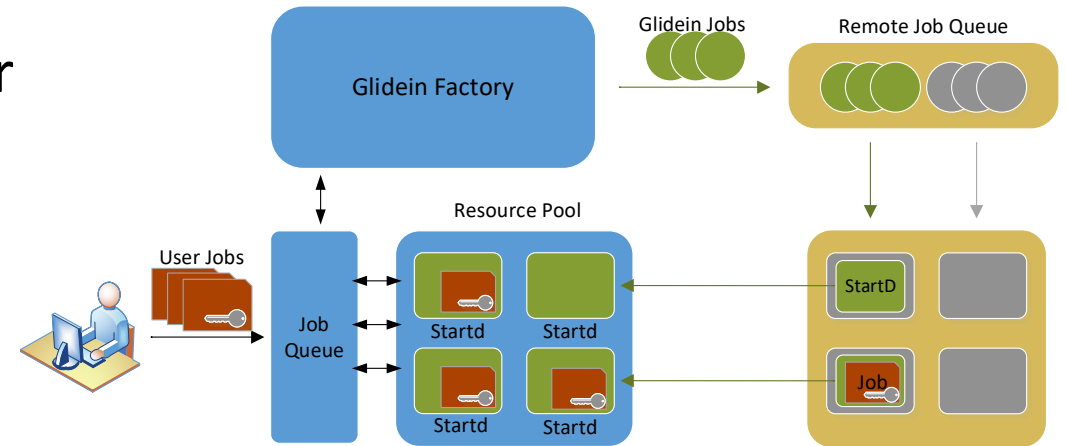 r
Glidein Factory
Glidein Jobs
Remote Job Queue
Resource Pool
User Jobs
Job
Queue
Startd
Startd
Startd
Startd
StartD
Job